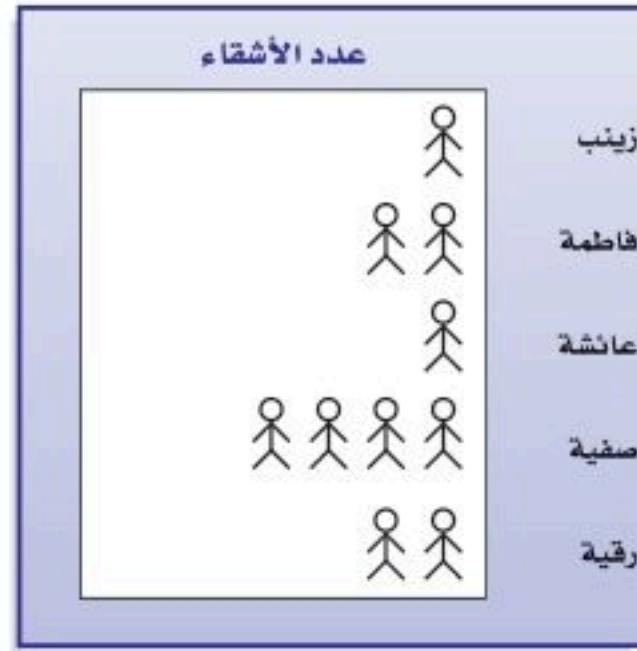 عدد الأشقاء
زينب
فاطمة
عائشة
صفية
رقية